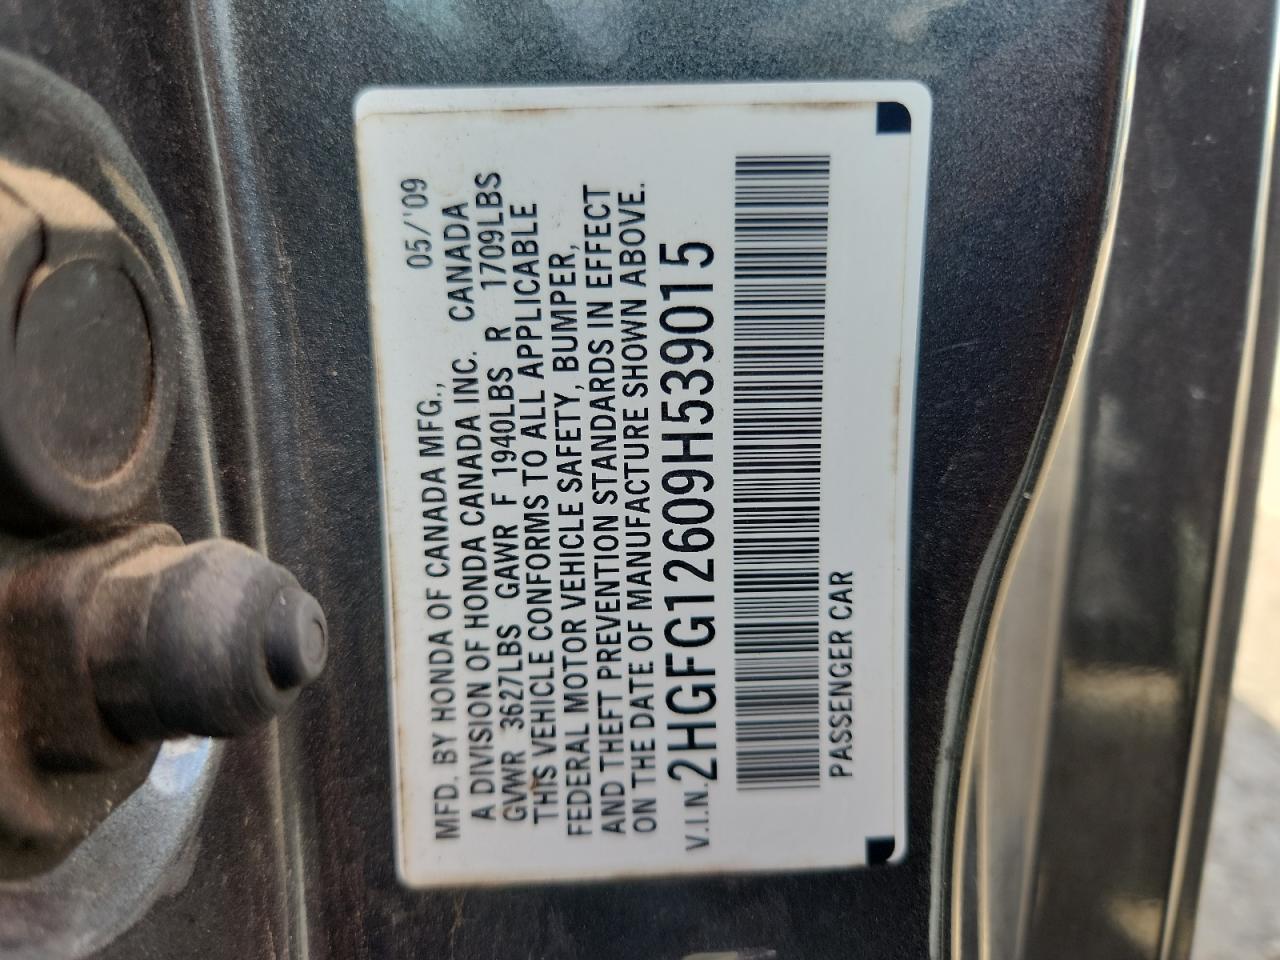 MFD. BY HONDA OF CANADA MFG., 05/'09
A DIVISION OF HONDA CANADA INC. CANADA
GVWR 3627LBS GAWR F 1940LBS R 1709LBS
THIS VEHICLE CONFORMS TO ALL APPLICABLE
FEDERAL MOTOR VEHICLE SAFETY, BUMPER,
AND THEFT PREVENTION STANDARDS IN EFFECT
ON THE DATE OF MANUFACTURE SHOWN ABOVE.
V.I.N. 2HGFG12609H539015
PASSENGER CAR